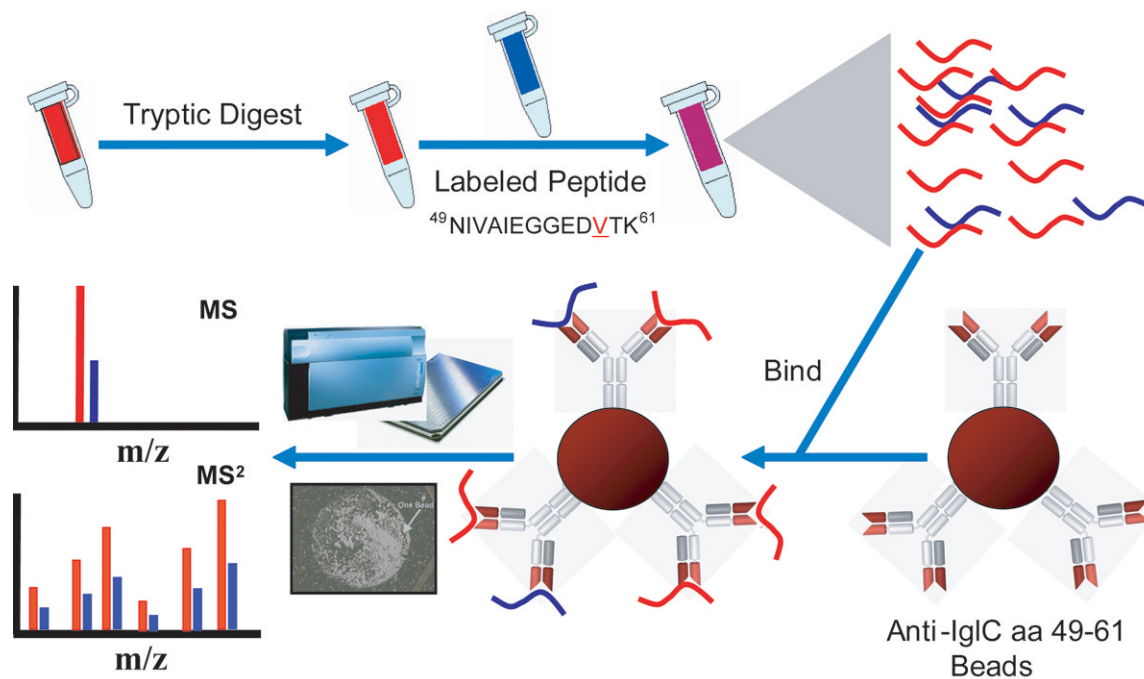 Tryptic Digest
Labeled Peptide
⁴⁹NIVAIEGGEDVTK⁶¹
MS
m/z
MS²
m/z
One Bead
Bind
Anti-IglC aa 49-61
Beads